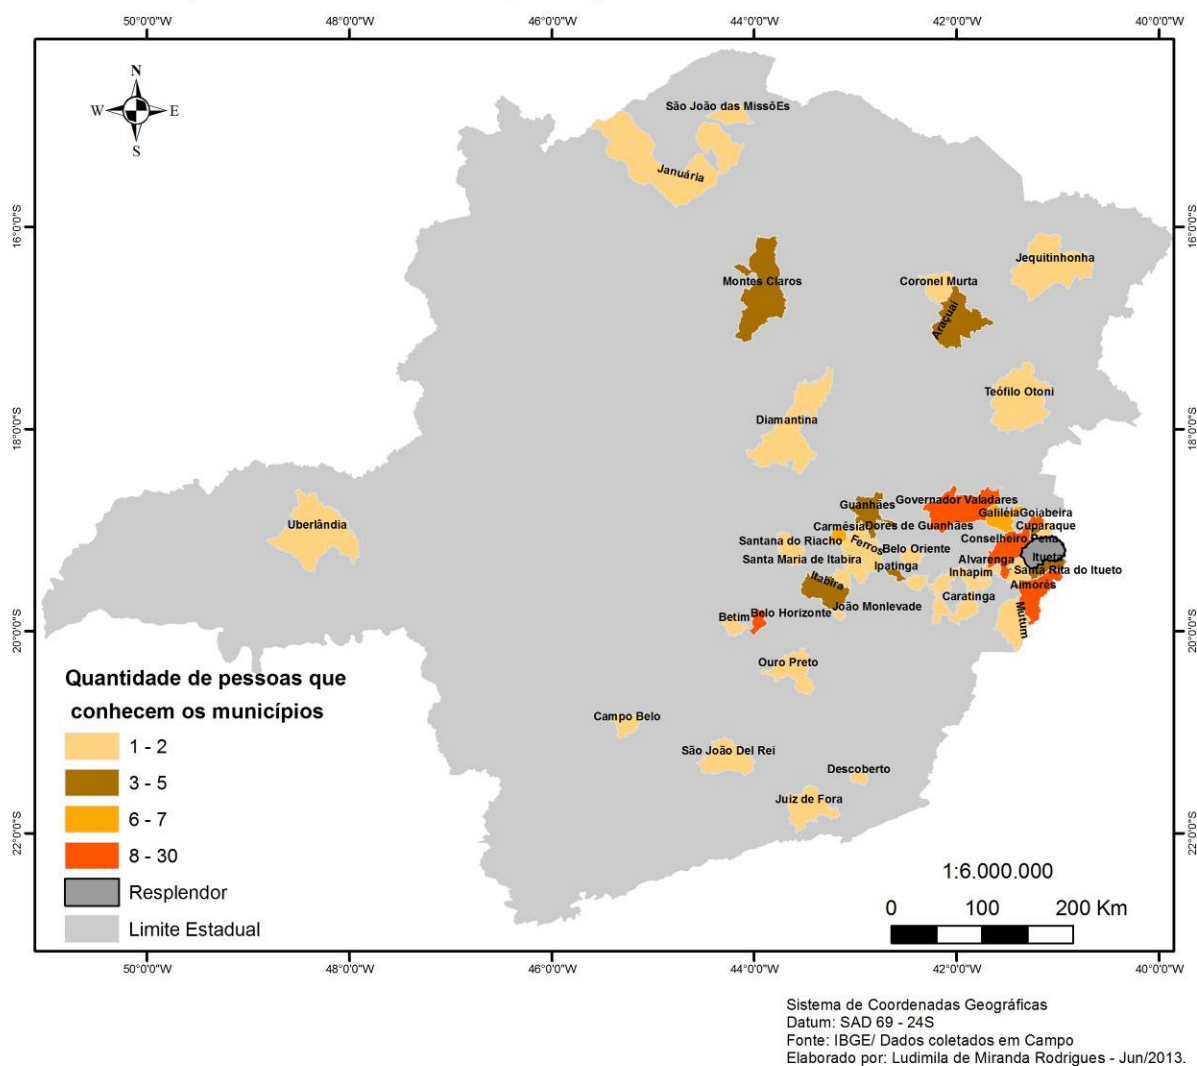 50°0'0"W 48°0'0"W 46°0'0"W 44°0'0"W 42°0'0"W 40°0'0"W
N
W E
S
São João das MissõEs
Januária
16°0'0"S 16°0'0"S
Jequitinhonha
Montes Claros
Coronel Murta
Araçuaí
Teófilo Otoni
Diamantina
18°0'0"S 18°0'0"S
Guanhães
Governador Valadares
Galiléia
Goiabeira
Uberlândia
Carmésia
Dores de Guanhães
Cuparaque
Santana do Riacho
Ferros
Conselheiro Pena
Belo Oriente
Santa Maria de Itabira
Alvarenga
Itueta
Ipatinga
Inhapim
Santa Rita do Itueto
Itabira
Aimorés
Caratinga
João Monlevade
Betim
Belo Horizonte
Mutum
20°0'0"S 20°0'0"S
Ouro Preto
Campo Belo
São João Del Rei
Descoberto
Juiz de Fora
22°0'0"S 22°0'0"S
Quantidade de pessoas que
conhecem os municípios
1 - 2
3 - 5
6 - 7
8 - 30
Resplendor
Limite Estadual
1:6.000.000
0 100 200 Km
50°0'0"W 48°0'0"W 46°0'0"W 44°0'0"W 42°0'0"W 40°0'0"W
Sistema de Coordenadas Geográficas
Datum: SAD 69 - 24S
Fonte: IBGE/ Dados coletados em Campo
Elaborado por: Ludimila de Miranda Rodrigues - Jun/2013.